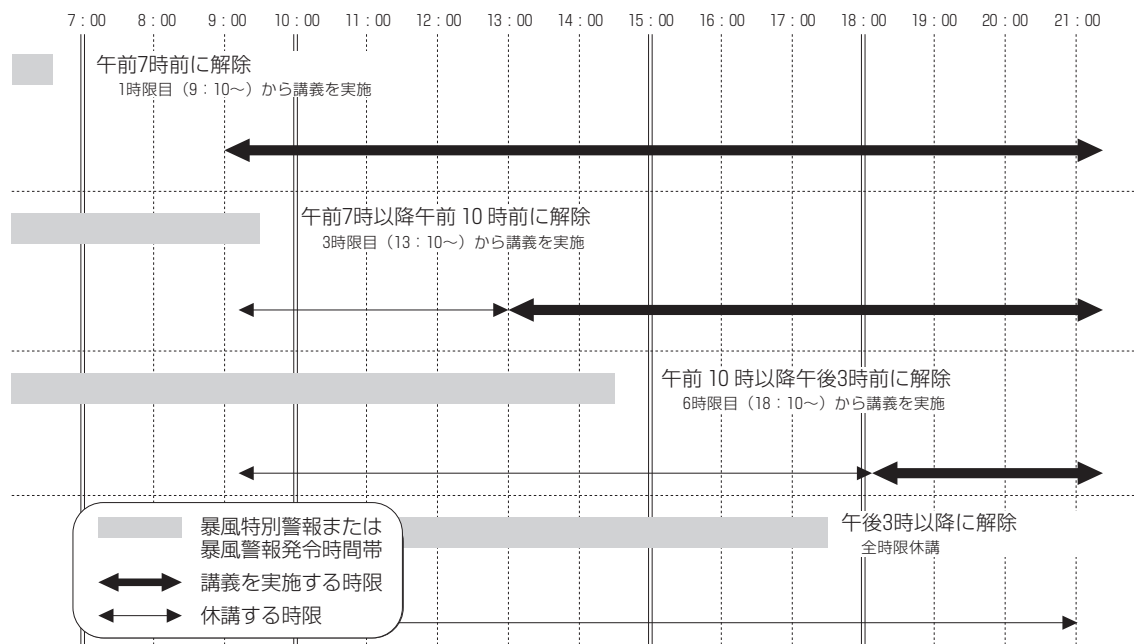 7：00 8：00 9：00 10：00 11：00 12：00 13：00 14：00 15：00 16：00 17：00 18：00 19：00 20：00 21：00
午前7時前に解除
1時限目（9：10～）から講義を実施
午前7時以降午前 10 時前に解除
3時限目（13：10～）から講義を実施
午前 10 時以降午後3時前に解除
6時限目（18：10～）から講義を実施
午後3時以降に解除
全時限休講
暴風特別警報または
暴風警報発令時間帯
講義を実施する時限
休講する時限